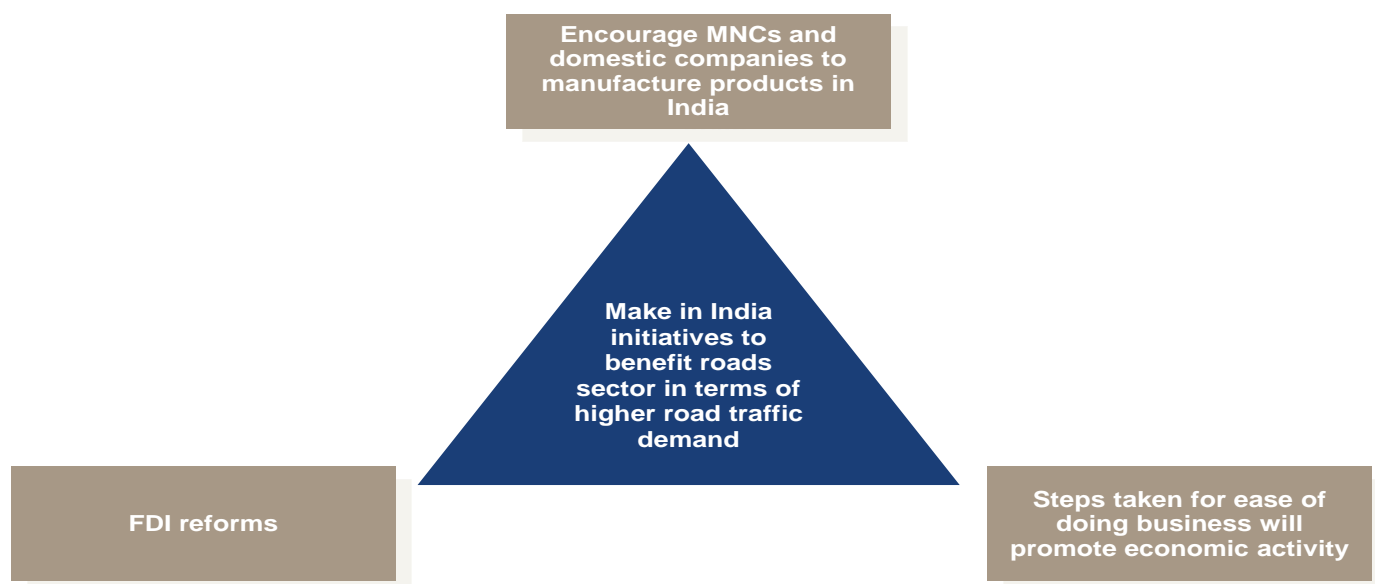 Encourage MNCs and
domestic companies to
manufacture products in
India
Make in India
initiatives to
benefit roads
sector in terms of
higher road traffic
demand
FDI reforms
Steps taken for ease of
doing business will
promote economic activity